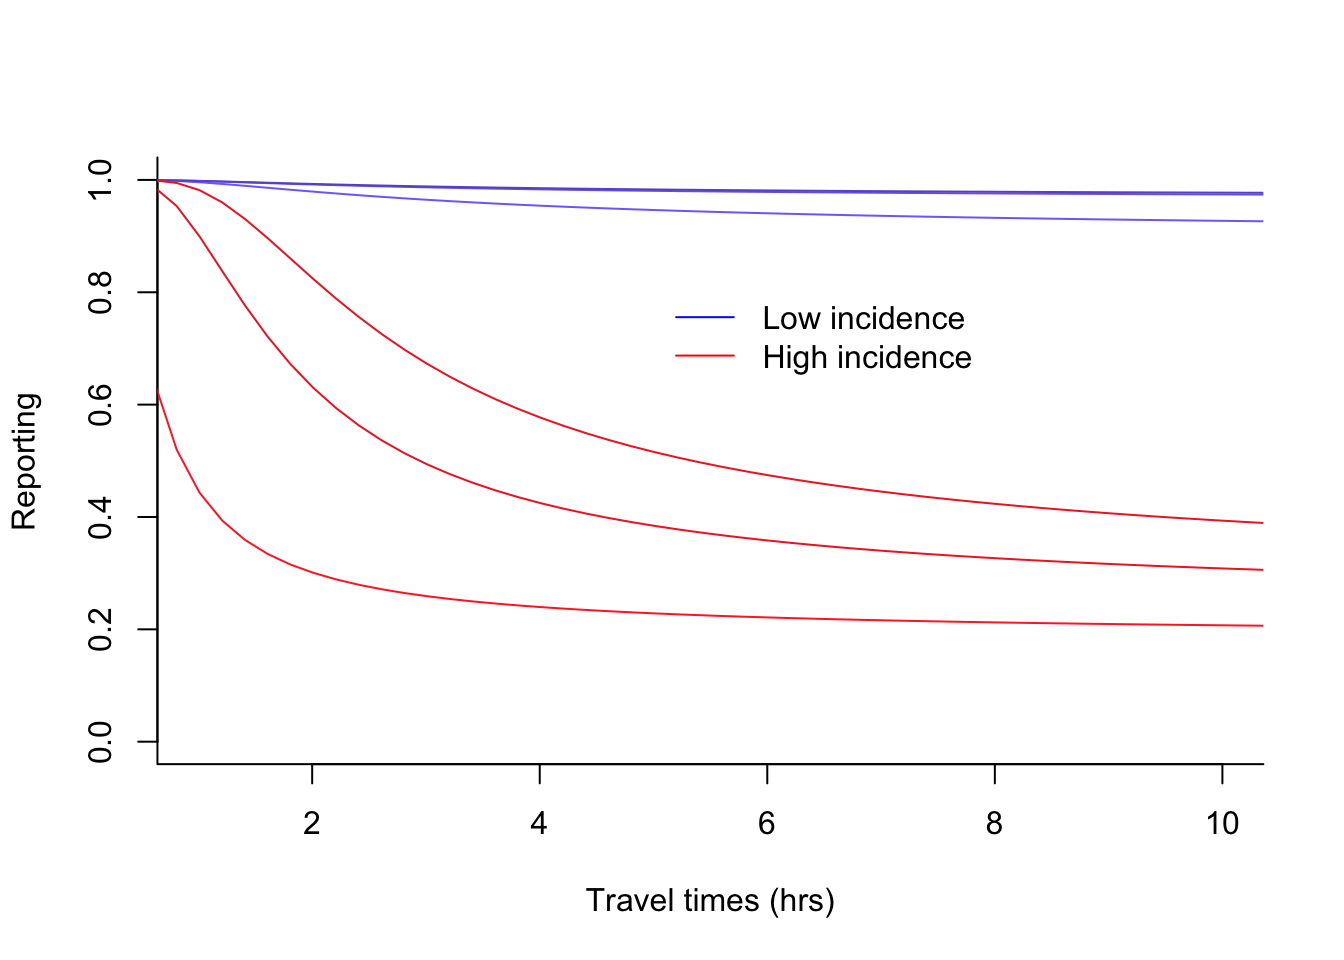 1.0
0.8
0.6
0.4
0.2
0.0
Reporting
Low incidence
High incidence
2 4 6 8 10
Travel times (hrs)